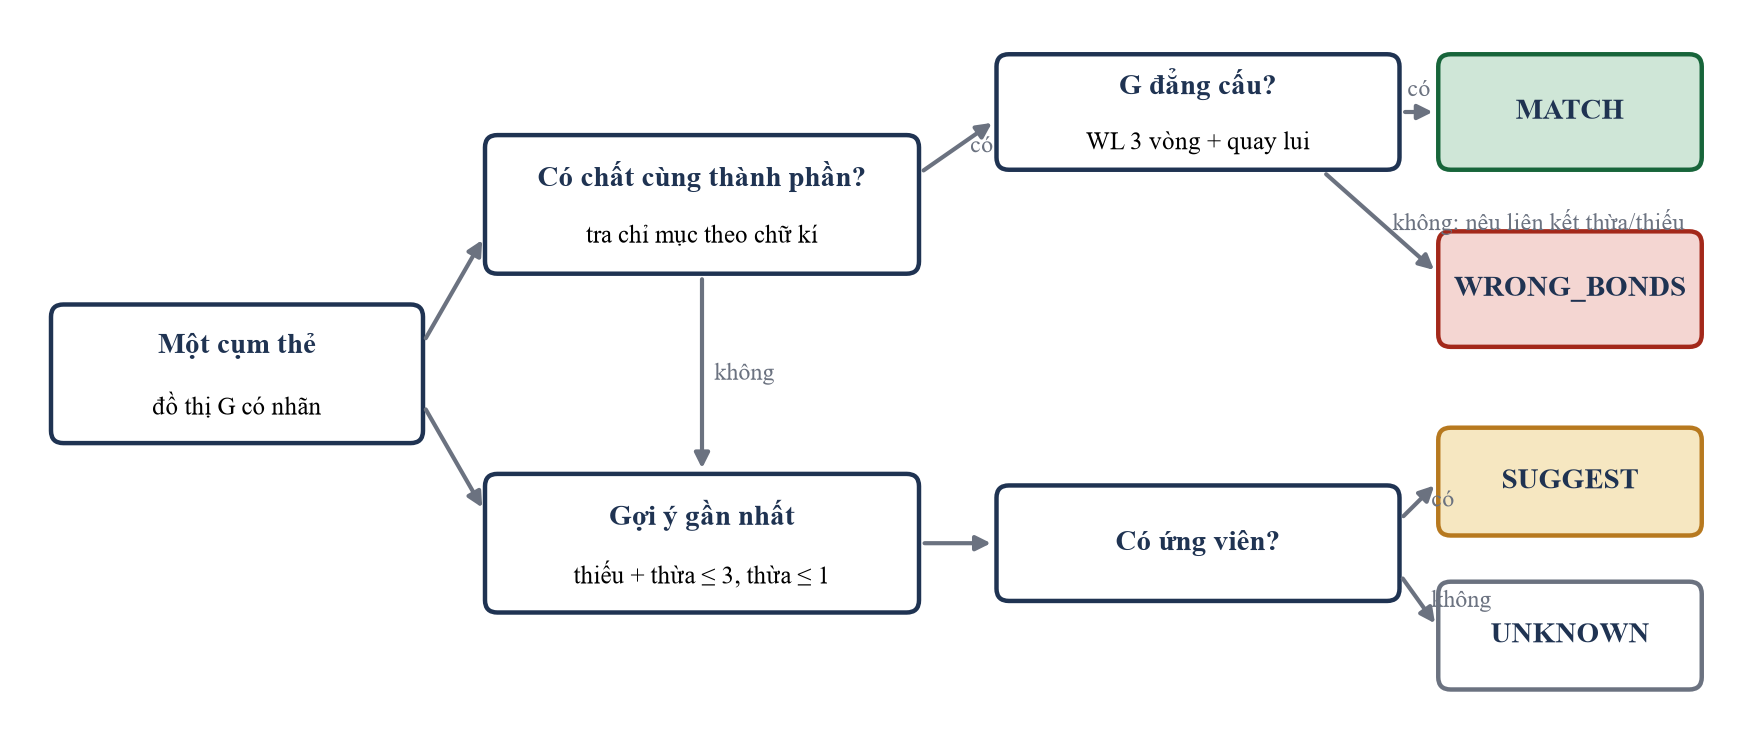 Một cụm thẻ
đồ thị G có nhãn
Có chất cùng thành phần?
tra chỉ mục theo chữ kí
có
không
Gợi ý gần nhất
thiếu + thừa ≤ 3, thừa ≤ 1
G đẳng cấu?
WL 3 vòng + quay lui
có
MATCH
không: nêu liên kết thừa/thiếu
WRONG_BONDS
Có ứng viên?
có
SUGGEST
không
UNKNOWN